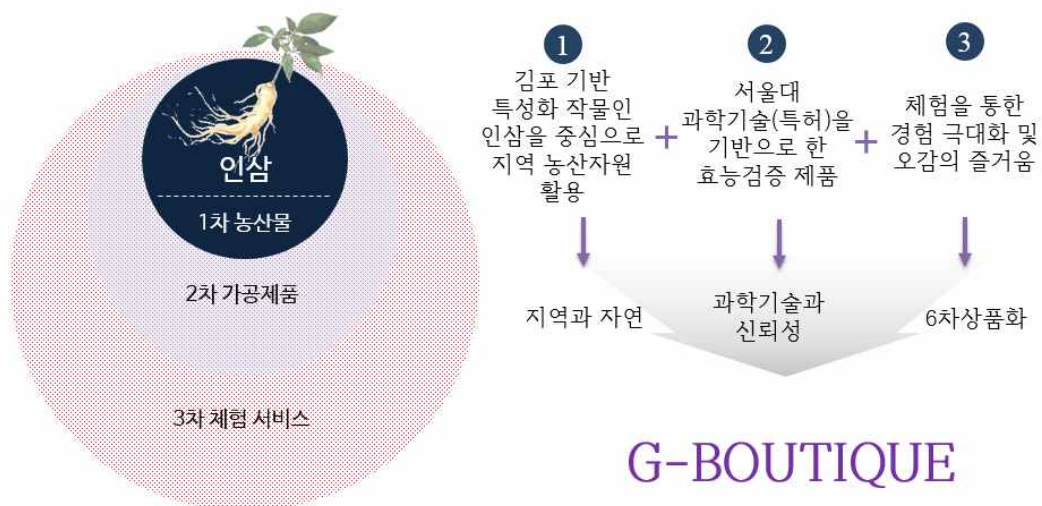 인삼
1차 농산물
2차 가공제품
3차 체험 서비스
1
김포 기반
특성화 작물인
인삼을 중심으로
지역 농산자원
활용
+
2
서울대
과학기술(특허)을
기반으로 한
효능검증 제품
+
3
체험을 통한
경험 극대화 및
오감의 즐거움
지역과 자연
과학기술과
신뢰성
6차상품화
G-BOUTIQUE